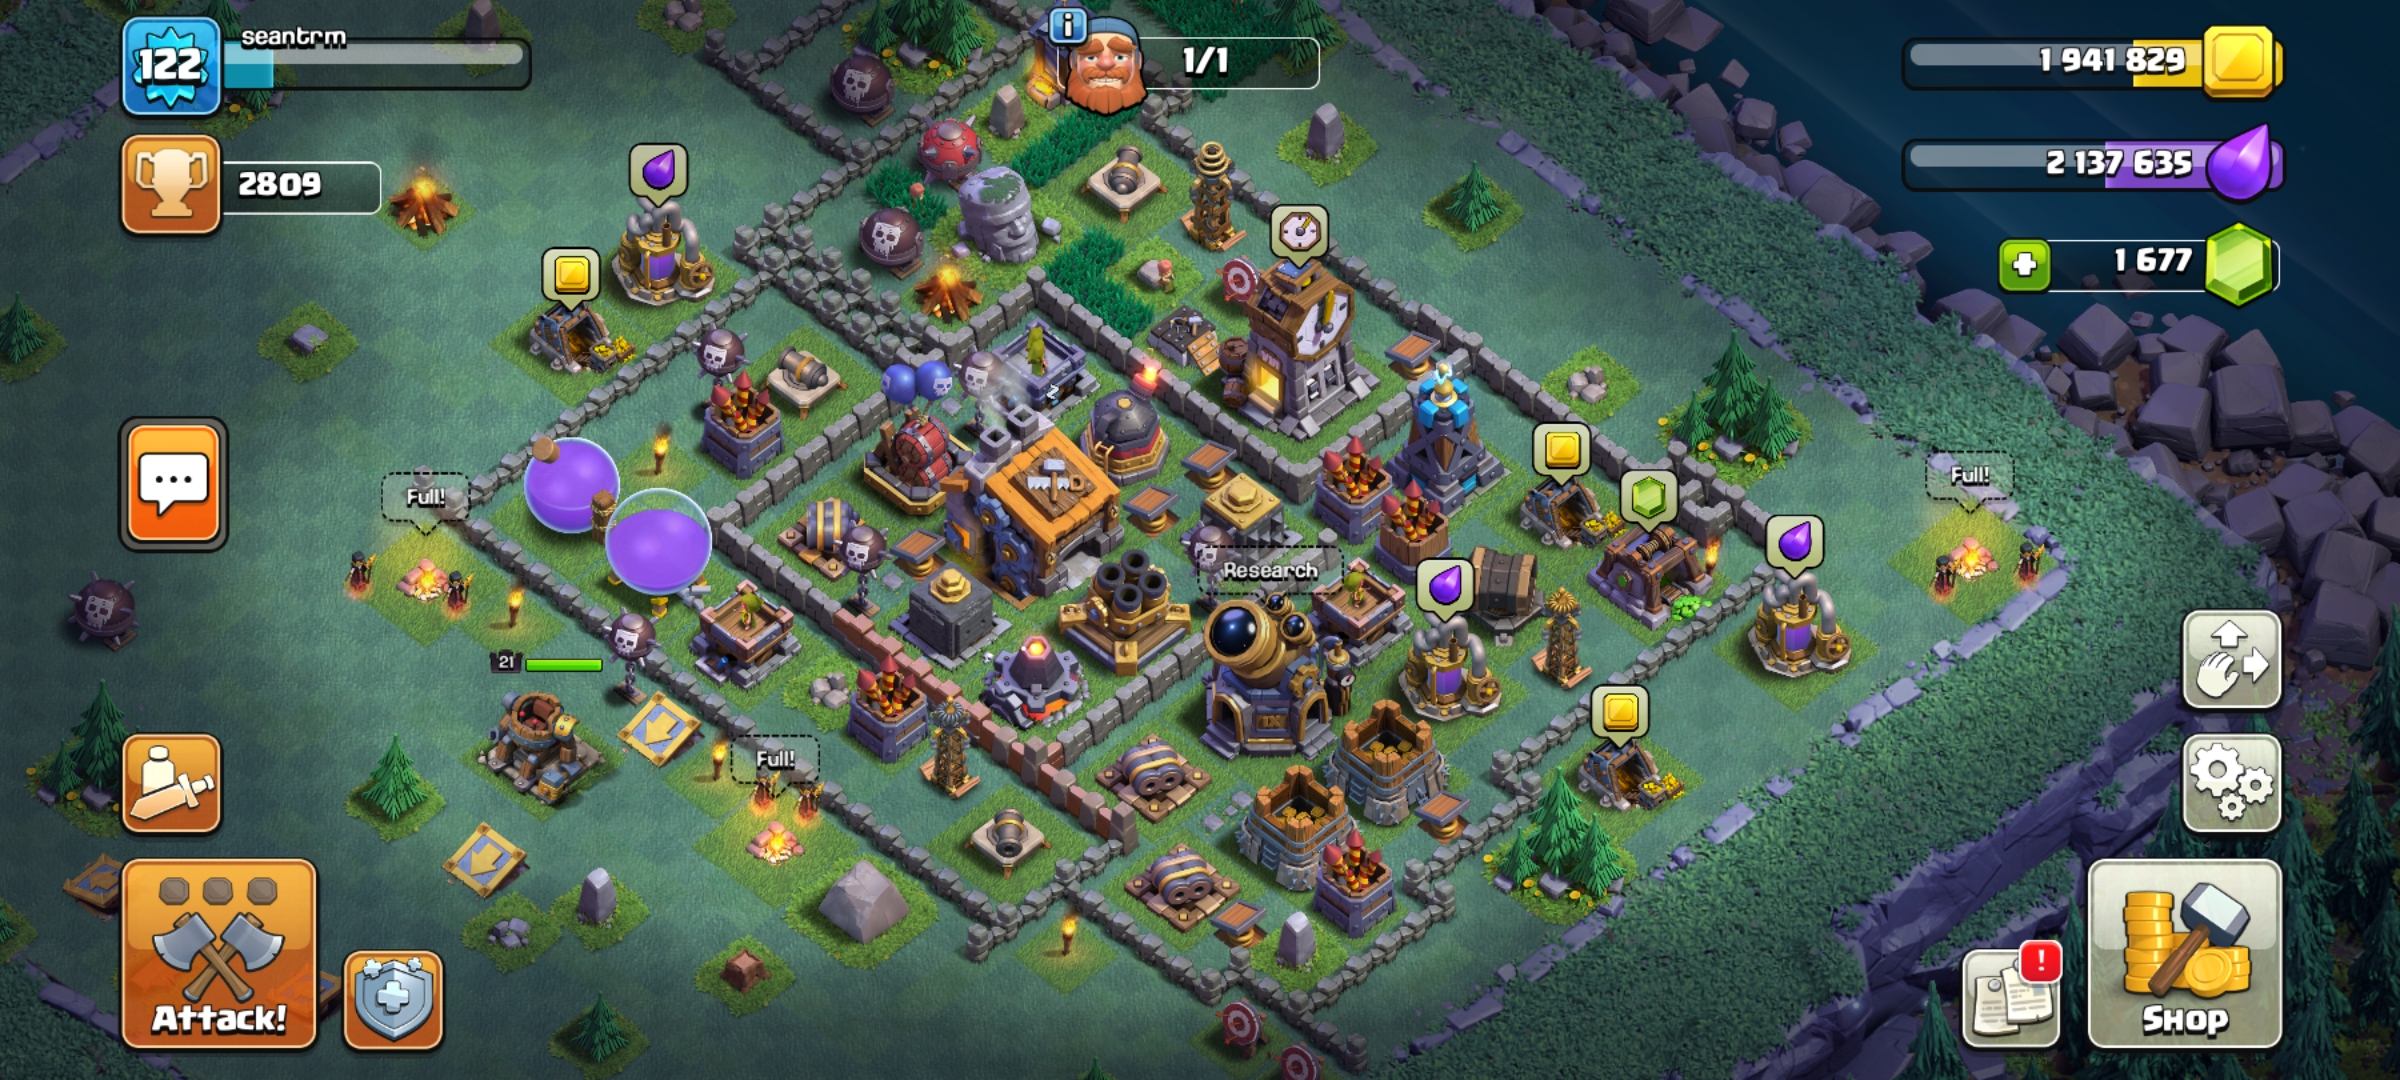 122
seantrm
i
1/1
1 941 829
2809
2 137 635
1 677
Full!
Full!
Research
21
Full!
Attack!
!
Shop